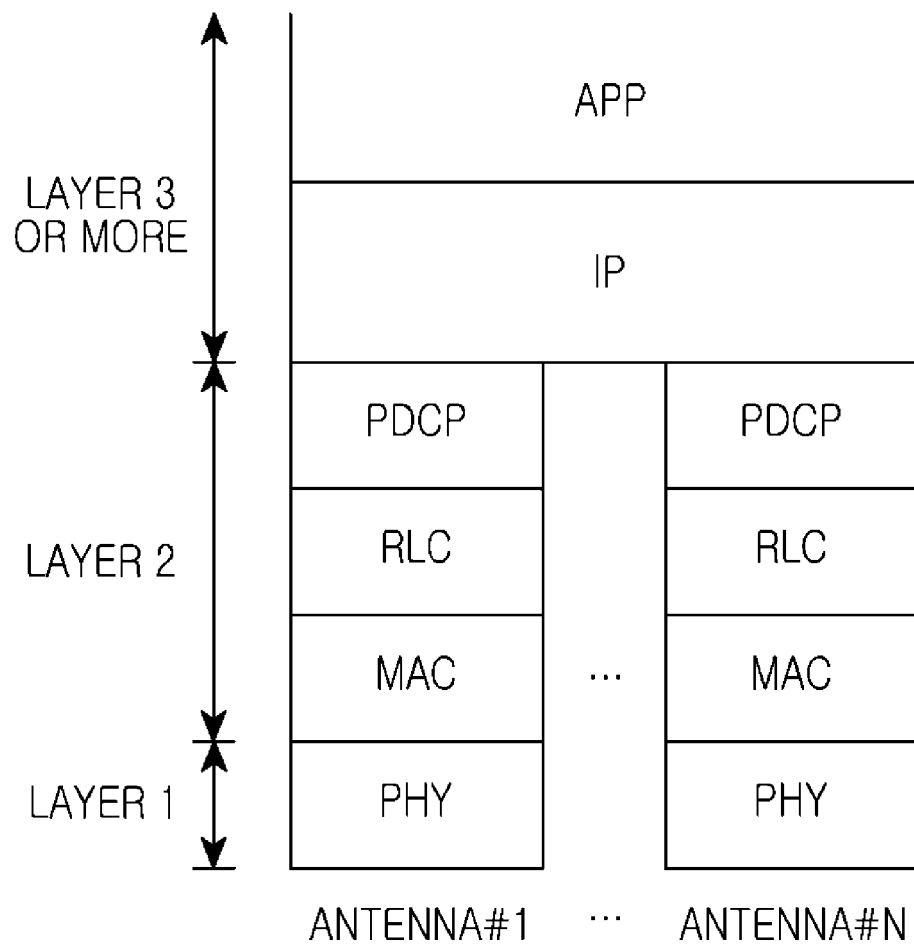 APP
LAYER 3
OR MORE
IP
PDCP PDCP
RLC RLC
LAYER 2
MAC ... MAC
LAYER 1 PHY PHY
ANTENNA#1 ... ANTENNA#N